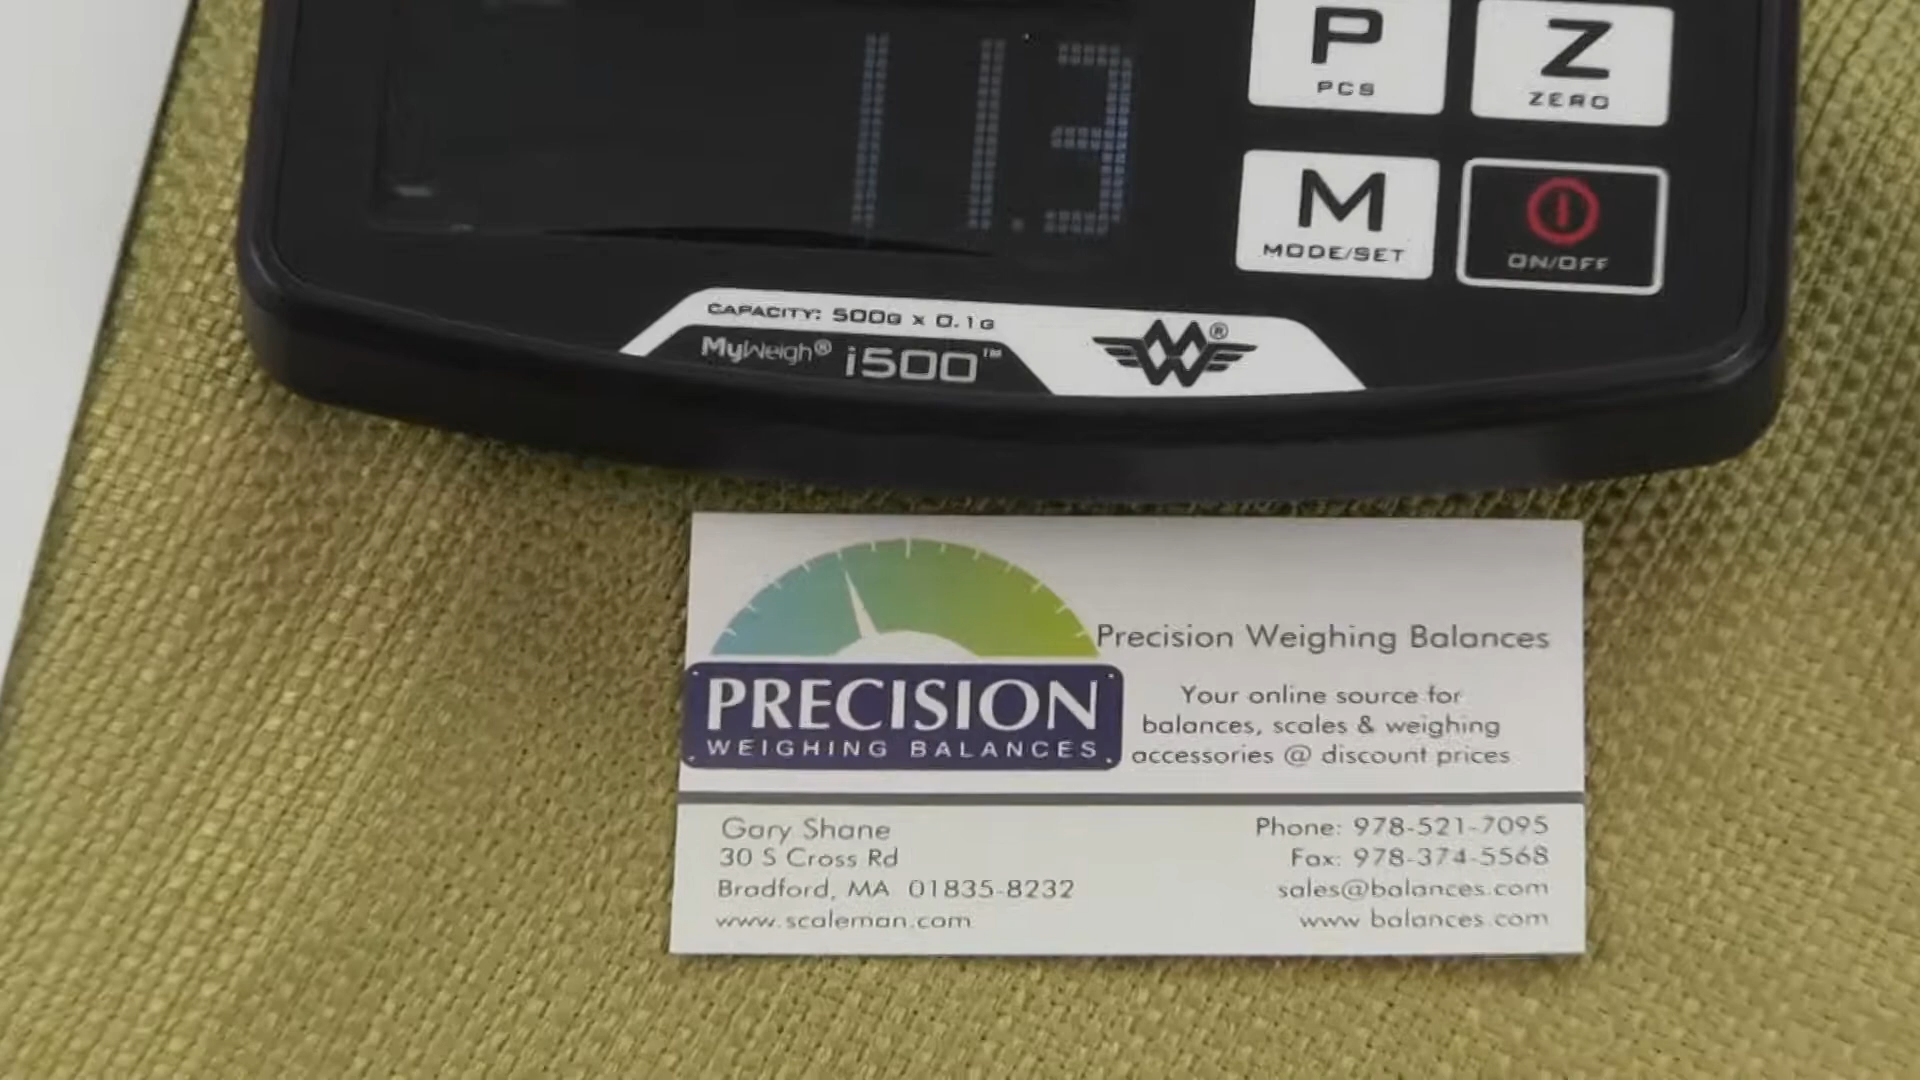 11.3
P
PCS
Z
ZERO
M
MODE/SET
ON/OFF
CAPACITY: 500G x 0.1G
MyWeigh® i500™
®
Precision Weighing Balances
PRECISION
WEIGHING BALANCES
Your online source for
balances, scales & weighing
accessories @ discount prices
Gary Shane
30 S Cross Rd
Bradford, MA 01835-8232
www.scaleman.com
Phone: 978-521-7095
Fax: 978-374-5568
sales@balances.com
www.balances.com